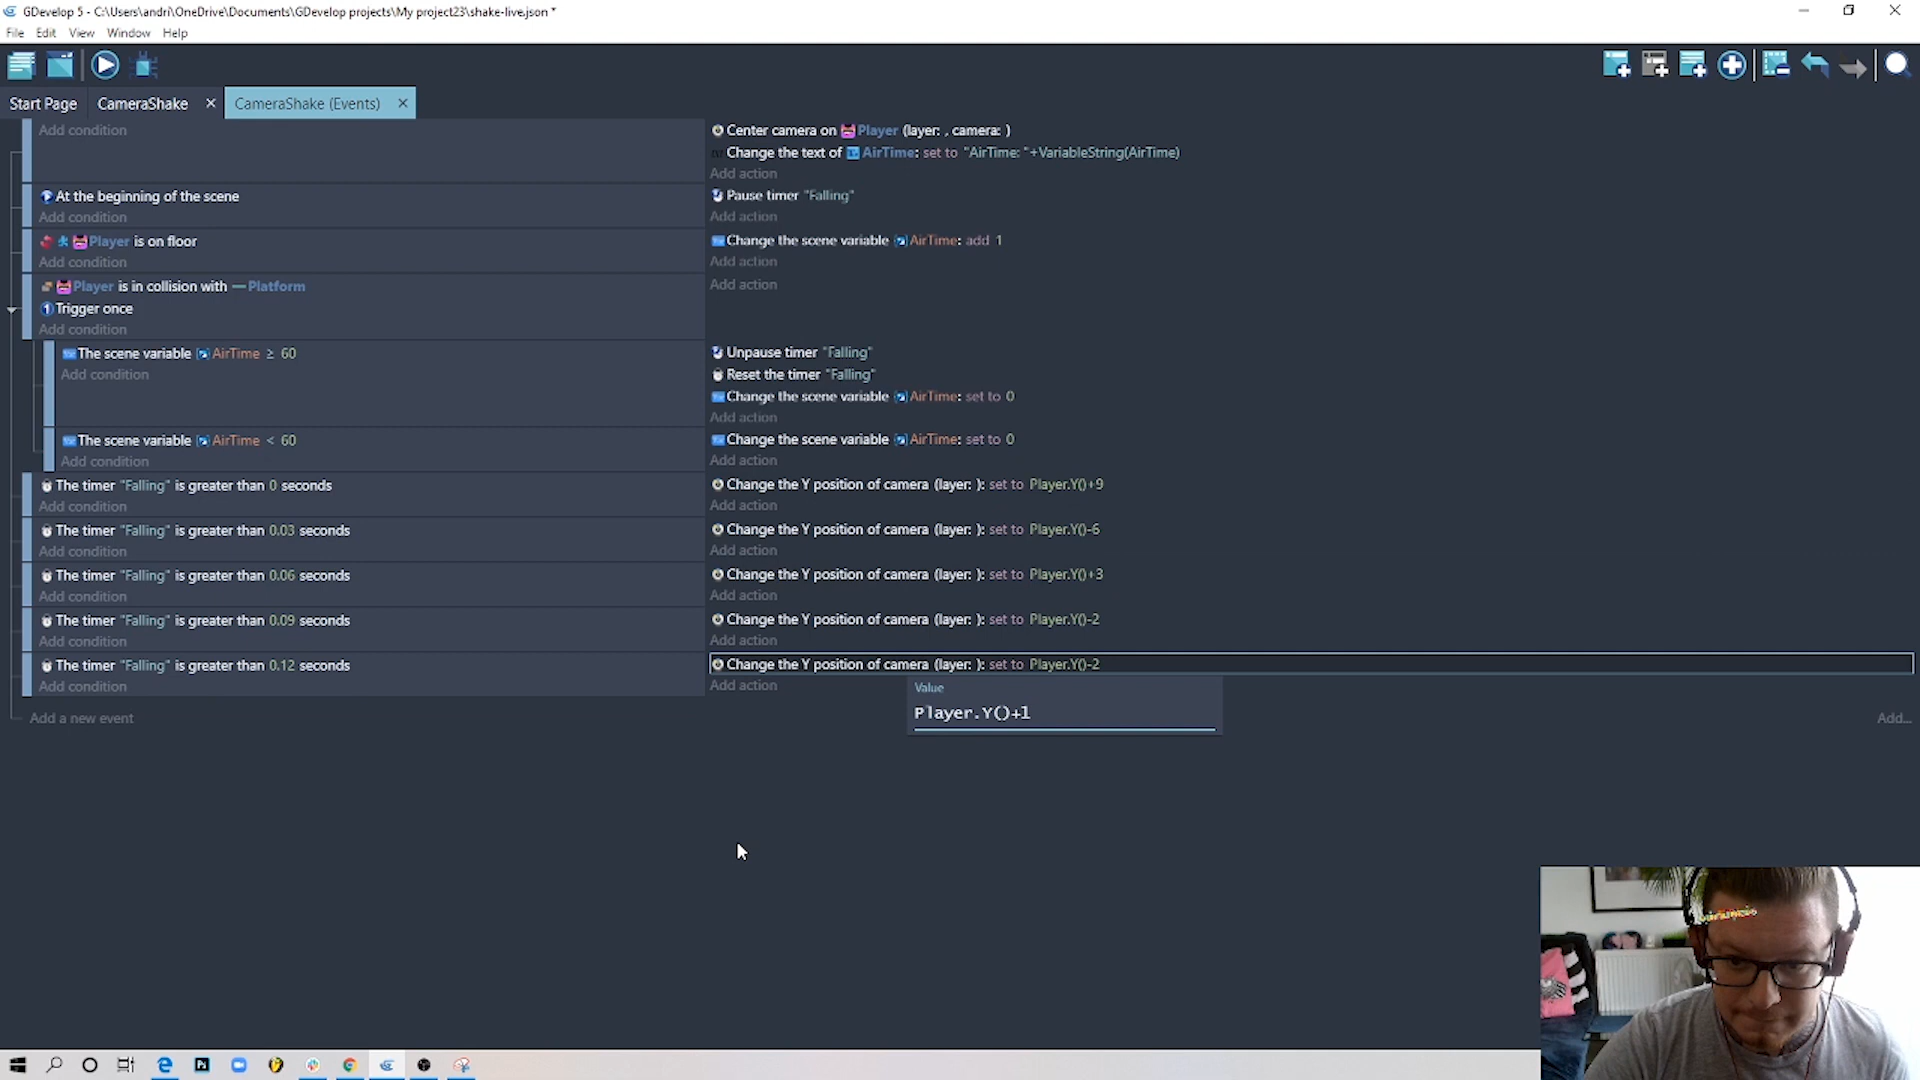 GDevelop 5 - C:\Users\andri\OneDrive\Documents\GDevelop projects\My project23\shake-live.json *
File Edit View Window Help
Start Page CameraShake × CameraShake (Events) ×
Add condition
Center camera on Player (layer: , camera: )
Change the text of AirTime: set to "AirTime: "+VariableString(AirTime)
Add action
At the beginning of the scene
Add condition
Pause timer "Falling"
Add action
Player is on floor
Add condition
Change the scene variable AirTime: add 1
Add action
Player is in collision with Platform
Trigger once
Add condition
Add action
The scene variable AirTime ≥ 60
Add condition
Unpause timer "Falling"
Reset the timer "Falling"
Change the scene variable AirTime: set to 0
Add action
The scene variable AirTime < 60
Add condition
Change the scene variable AirTime: set to 0
Add action
The timer "Falling" is greater than 0 seconds
Add condition
Change the Y position of camera (layer: ): set to Player.Y()+9
Add action
The timer "Falling" is greater than 0.03 seconds
Add condition
Change the Y position of camera (layer: ): set to Player.Y()-6
Add action
The timer "Falling" is greater than 0.06 seconds
Add condition
Change the Y position of camera (layer: ): set to Player.Y()+3
Add action
The timer "Falling" is greater than 0.09 seconds
Add condition
Change the Y position of camera (layer: ): set to Player.Y()-2
Add action
The timer "Falling" is greater than 0.12 seconds
Add condition
Change the Y position of camera (layer: ): set to Player.Y()-2
Add action
Value
Player.Y()+1
Add a new event
Add...